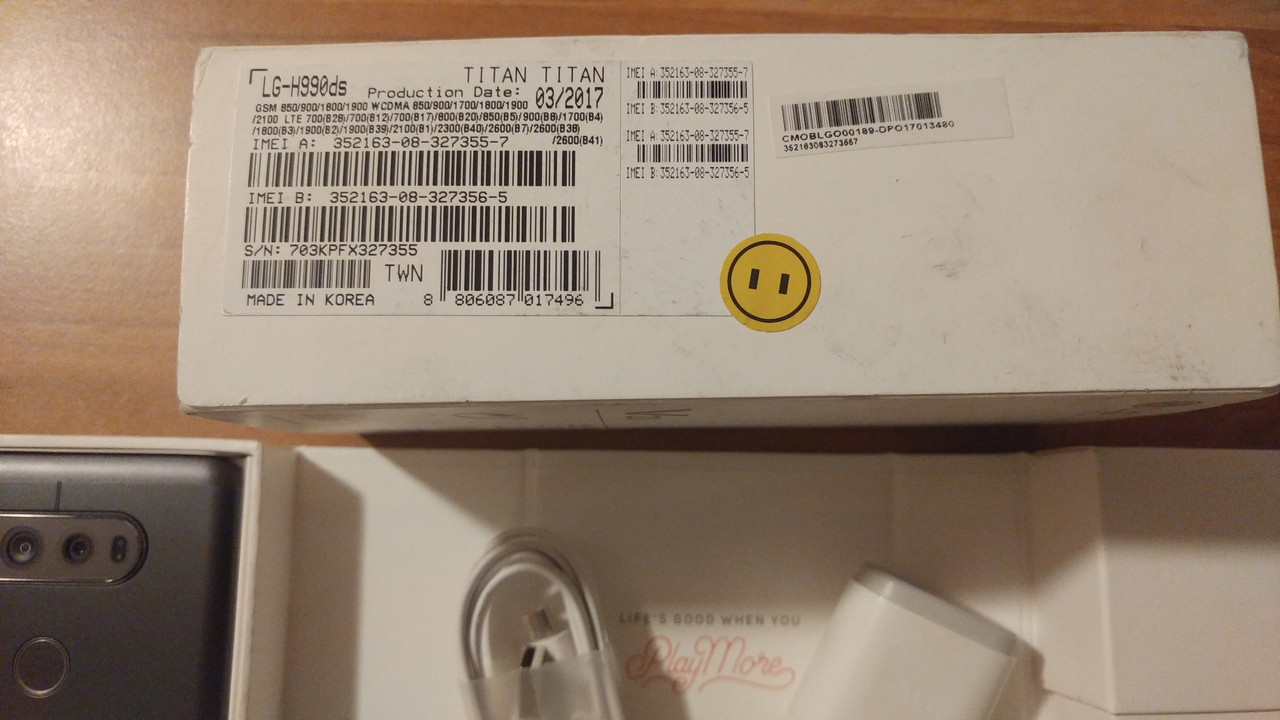 LG-H990ds
TITAN TITAN
Production Date: 03/2017
GSM 850/900/1800/1900 WCDMA 850/900/1700/1800/1900
/2100 LTE 700(B28)/700(B12)/700(B17)/800(B20)/850(B5)/900(B8)/1700(B4)
/1800(B3)/1900(B2)/1900(B39)/2100(B1)/2300(B40)/2600(B7)/2600(B38)
/2600(B41)
IMEI A: 352163-08-327355-7
IMEI B: 352163-08-327356-5
S/N: 703KPFX327355
TWN
MADE IN KOREA
8 806087 017496
IMEI A:352163-08-327355-7
IMEI B:352163-08-327356-5
IMEI A:352163-08-327355-7
IMEI B:352163-08-327356-5
CMOBLGO00189-DPO17013480
352163083273557
LIFE'S GOOD WHEN YOU
PlayMore